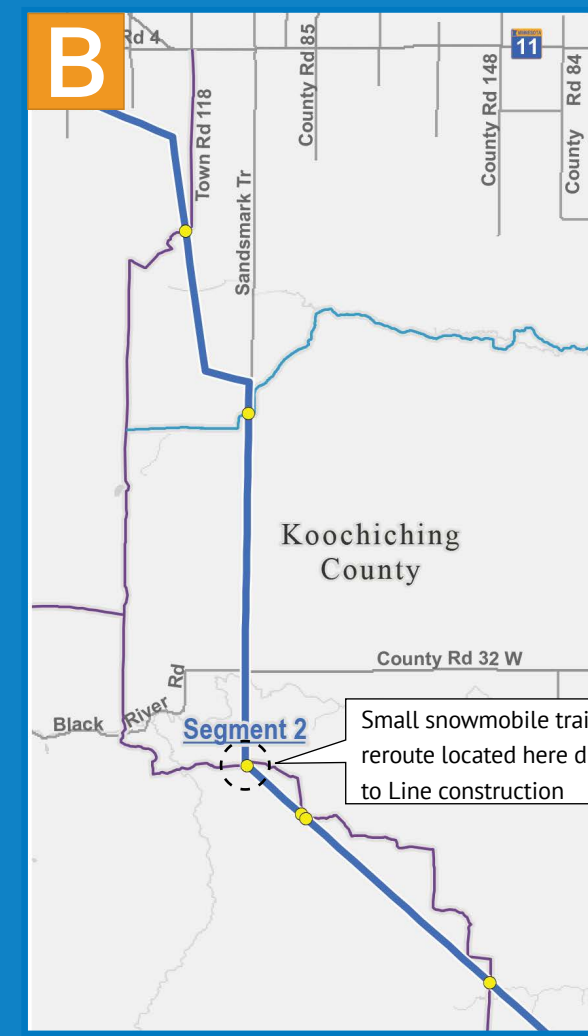 B
Rd 4
MINNESOTA
11
Town Rd 118
County Rd 85
County Rd 148
County Rd 84
Sandsmark Tr
Koochiching
County
County Rd 32 W
Black River Rd
Segment 2
Small snowmobile trai
reroute located here d
to Line construction